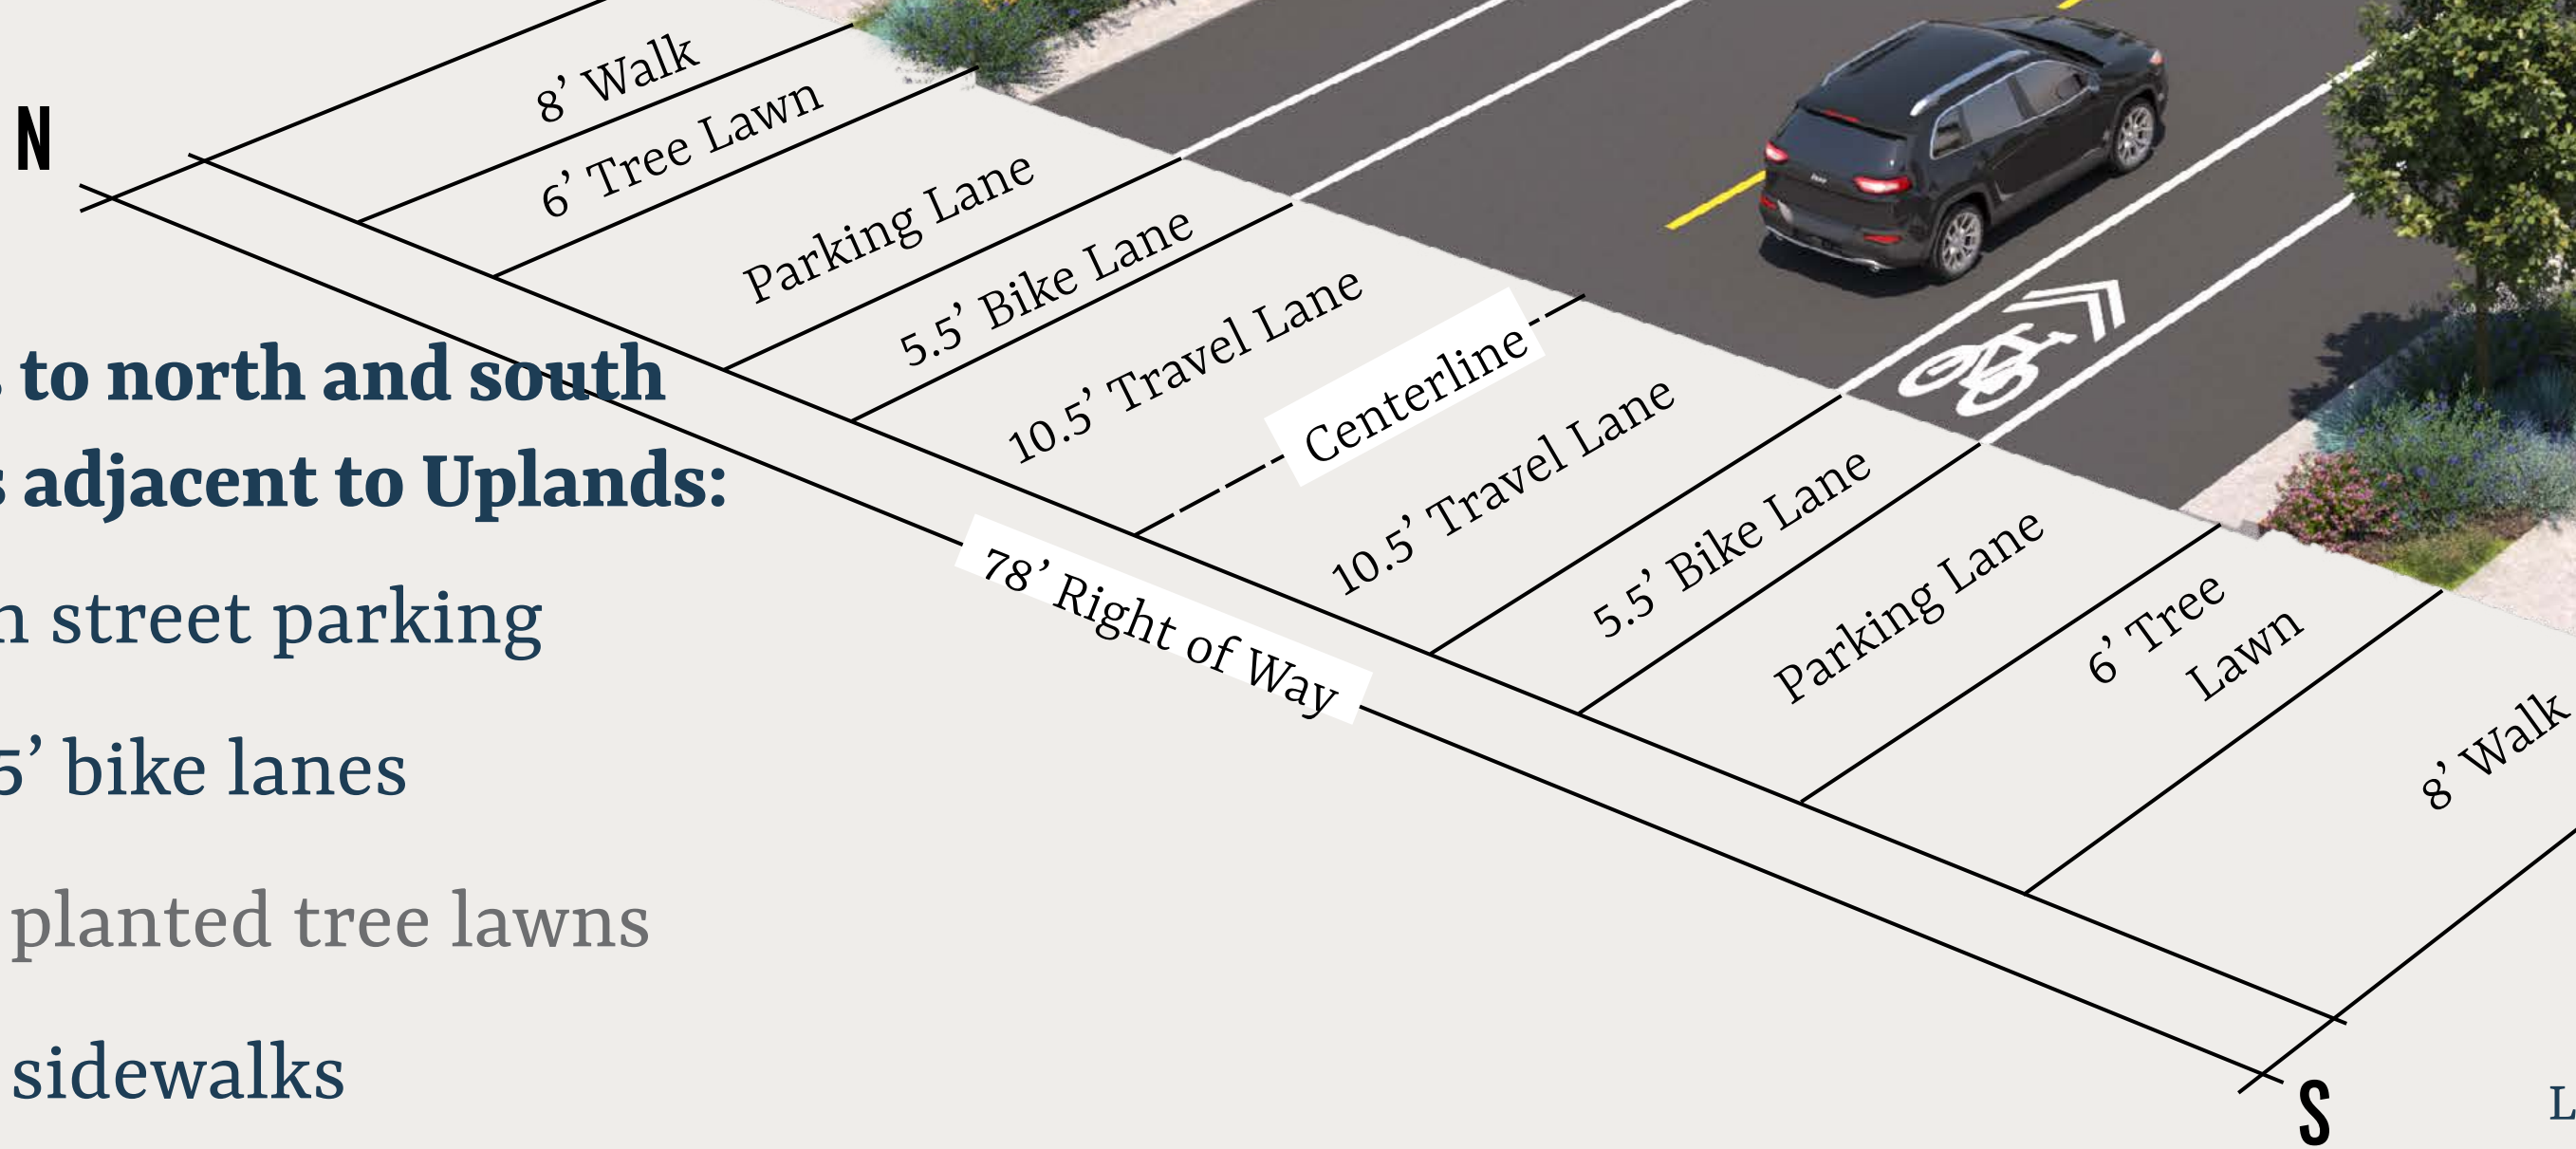 N
8’ Walk
6’ Tree Lawn
Parking Lane
5.5’ Bike Lane
10.5’ Travel Lane
Centerline
10.5’ Travel Lane
5.5’ Bike Lane
Parking Lane
6’ Tree
Lawn
8’ Walk
78’ Right of Way
S
to north and south
adjacent to Uplands:
street parking
5’ bike lanes
planted tree lawns
sidewalks
L